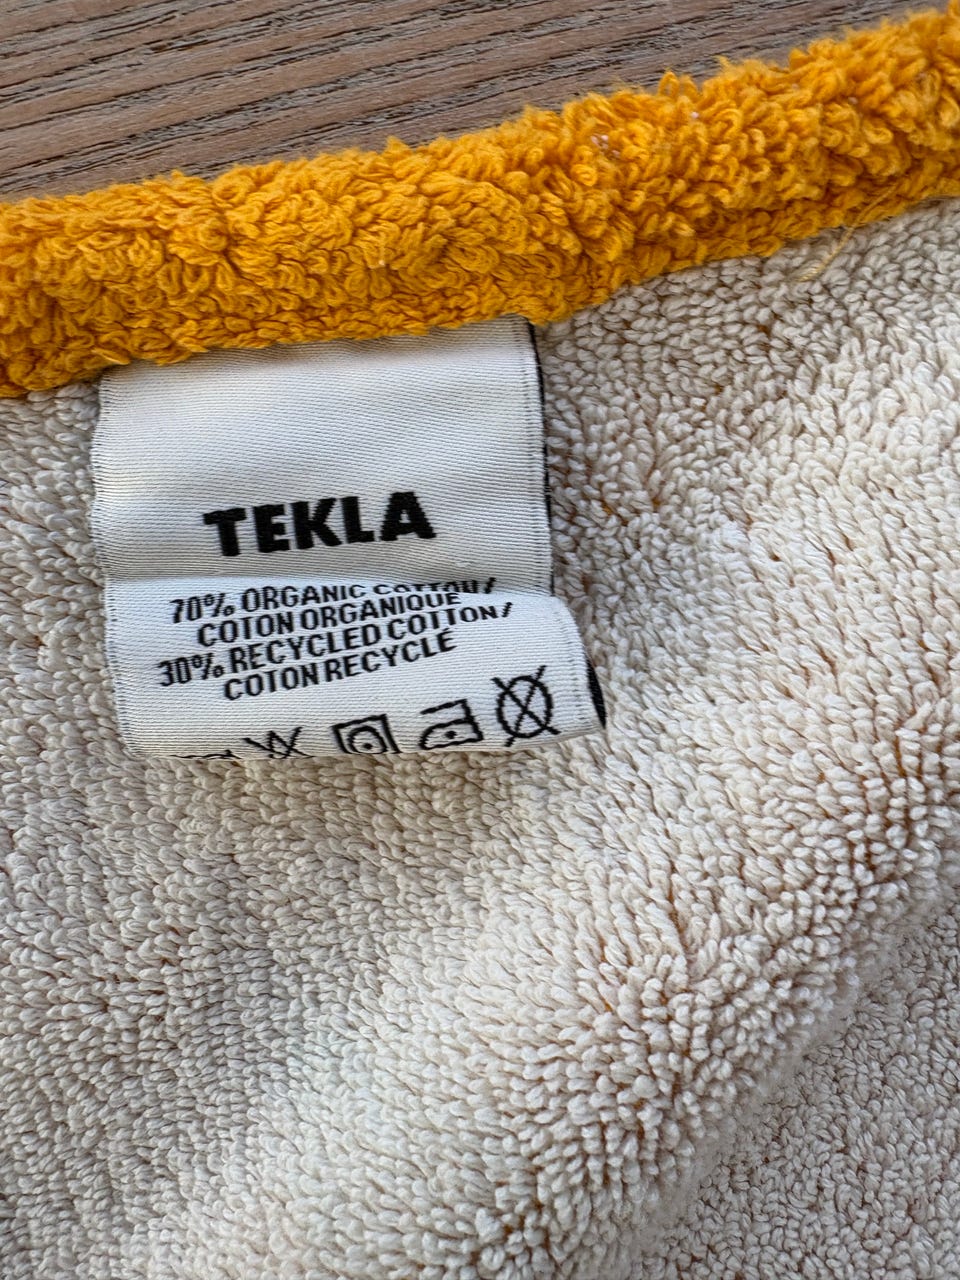 TEKLA
70% ORGANIC COTTON/
COTON ORGANIQUE
30% RECYCLED COTTON/
COTON RECYCLÉ